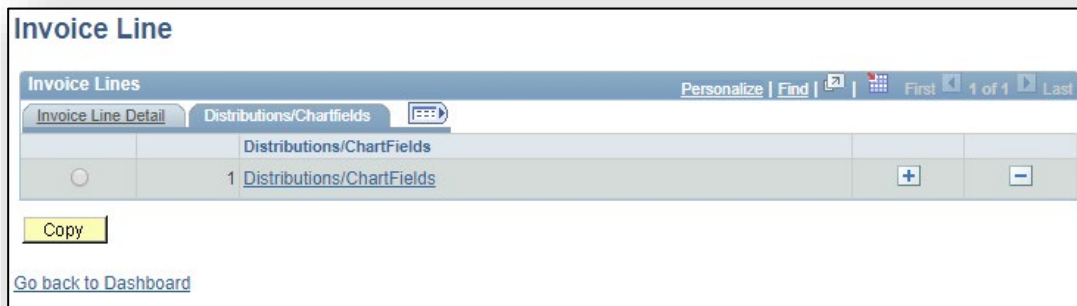 Invoice Line
Invoice Lines Personalize | Find | | First 1 of 1 Last
Invoice Line Detail Distributions/Chartfields
Distributions/ChartFields
1 Distributions/ChartFields
Copy
Go back to Dashboard